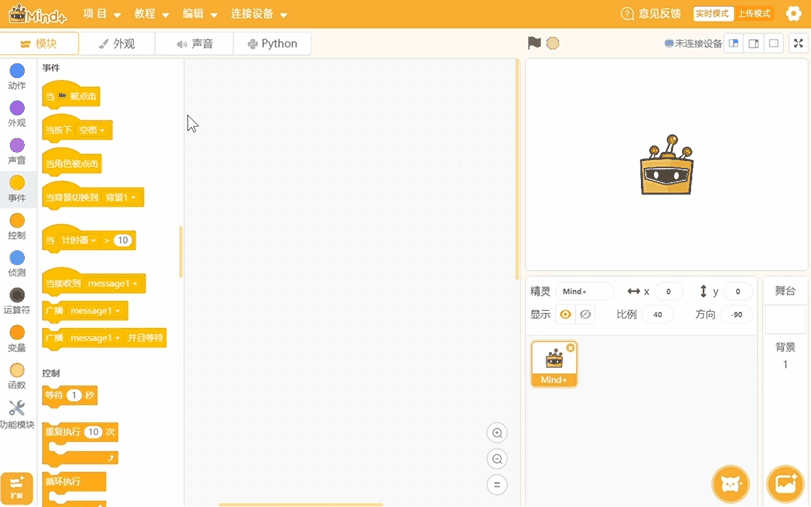 Mind+ 项目 教程 编辑 连接设备 意见反馈 实时模式 上传模式
模块 外观 声音 Python 未连接设备
动作
外观
声音
事件
控制
侦测
运算符
变量
函数
功能模块
扩展
事件
当 被点击
当按下 空格
当角色被点击
当背景切换到 背景1
当 计时器 > 10
当接收到 message1
广播 message1
广播 message1 并且等待
控制
等待 1 秒
重复执行 10 次
循环执行
精灵 Mind+ x 0 y 0
显示 比例 40 方向 -90
Mind+
舞台
背景
1